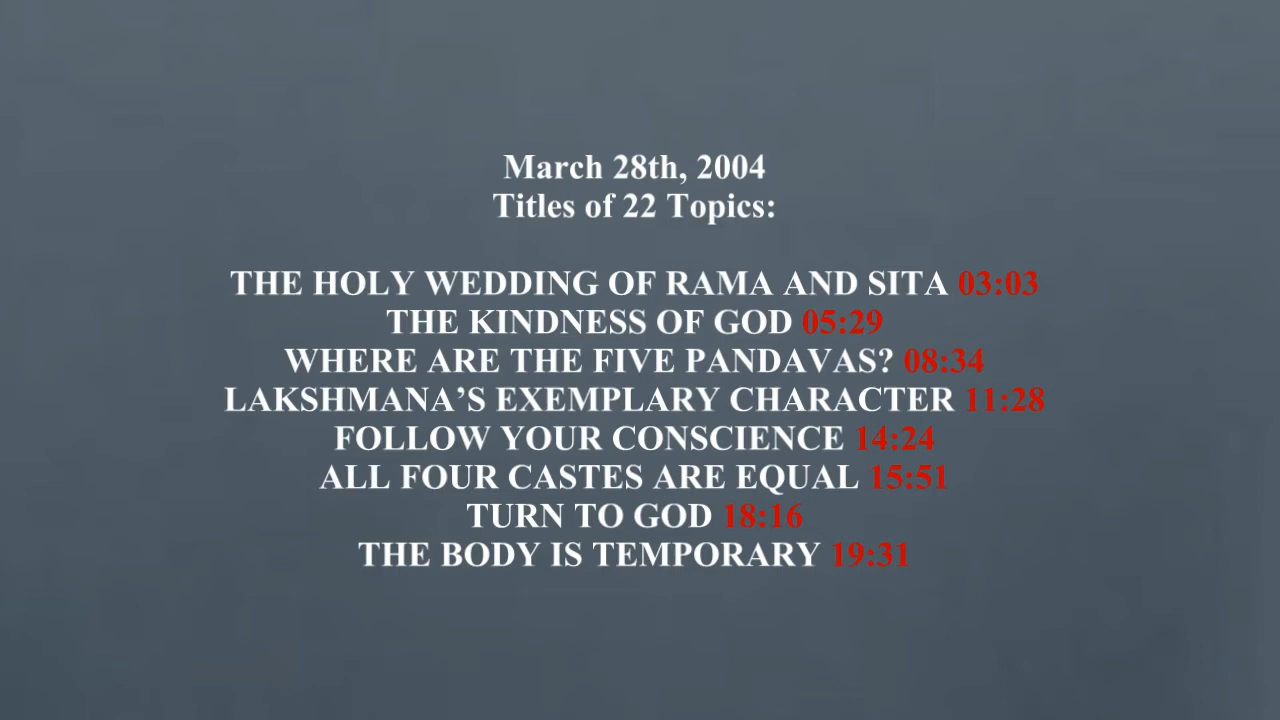 March 28th, 2004
Titles of 22 Topics:
THE HOLY WEDDING OF RAMA AND SITA 03:03
THE KINDNESS OF GOD 05:29
WHERE ARE THE FIVE PANDAVAS? 08:34
LAKSHMANA’S EXEMPLARY CHARACTER 11:28
FOLLOW YOUR CONSCIENCE 14:24
ALL FOUR CASTES ARE EQUAL 15:51
TURN TO GOD 18:16
THE BODY IS TEMPORARY 19:31